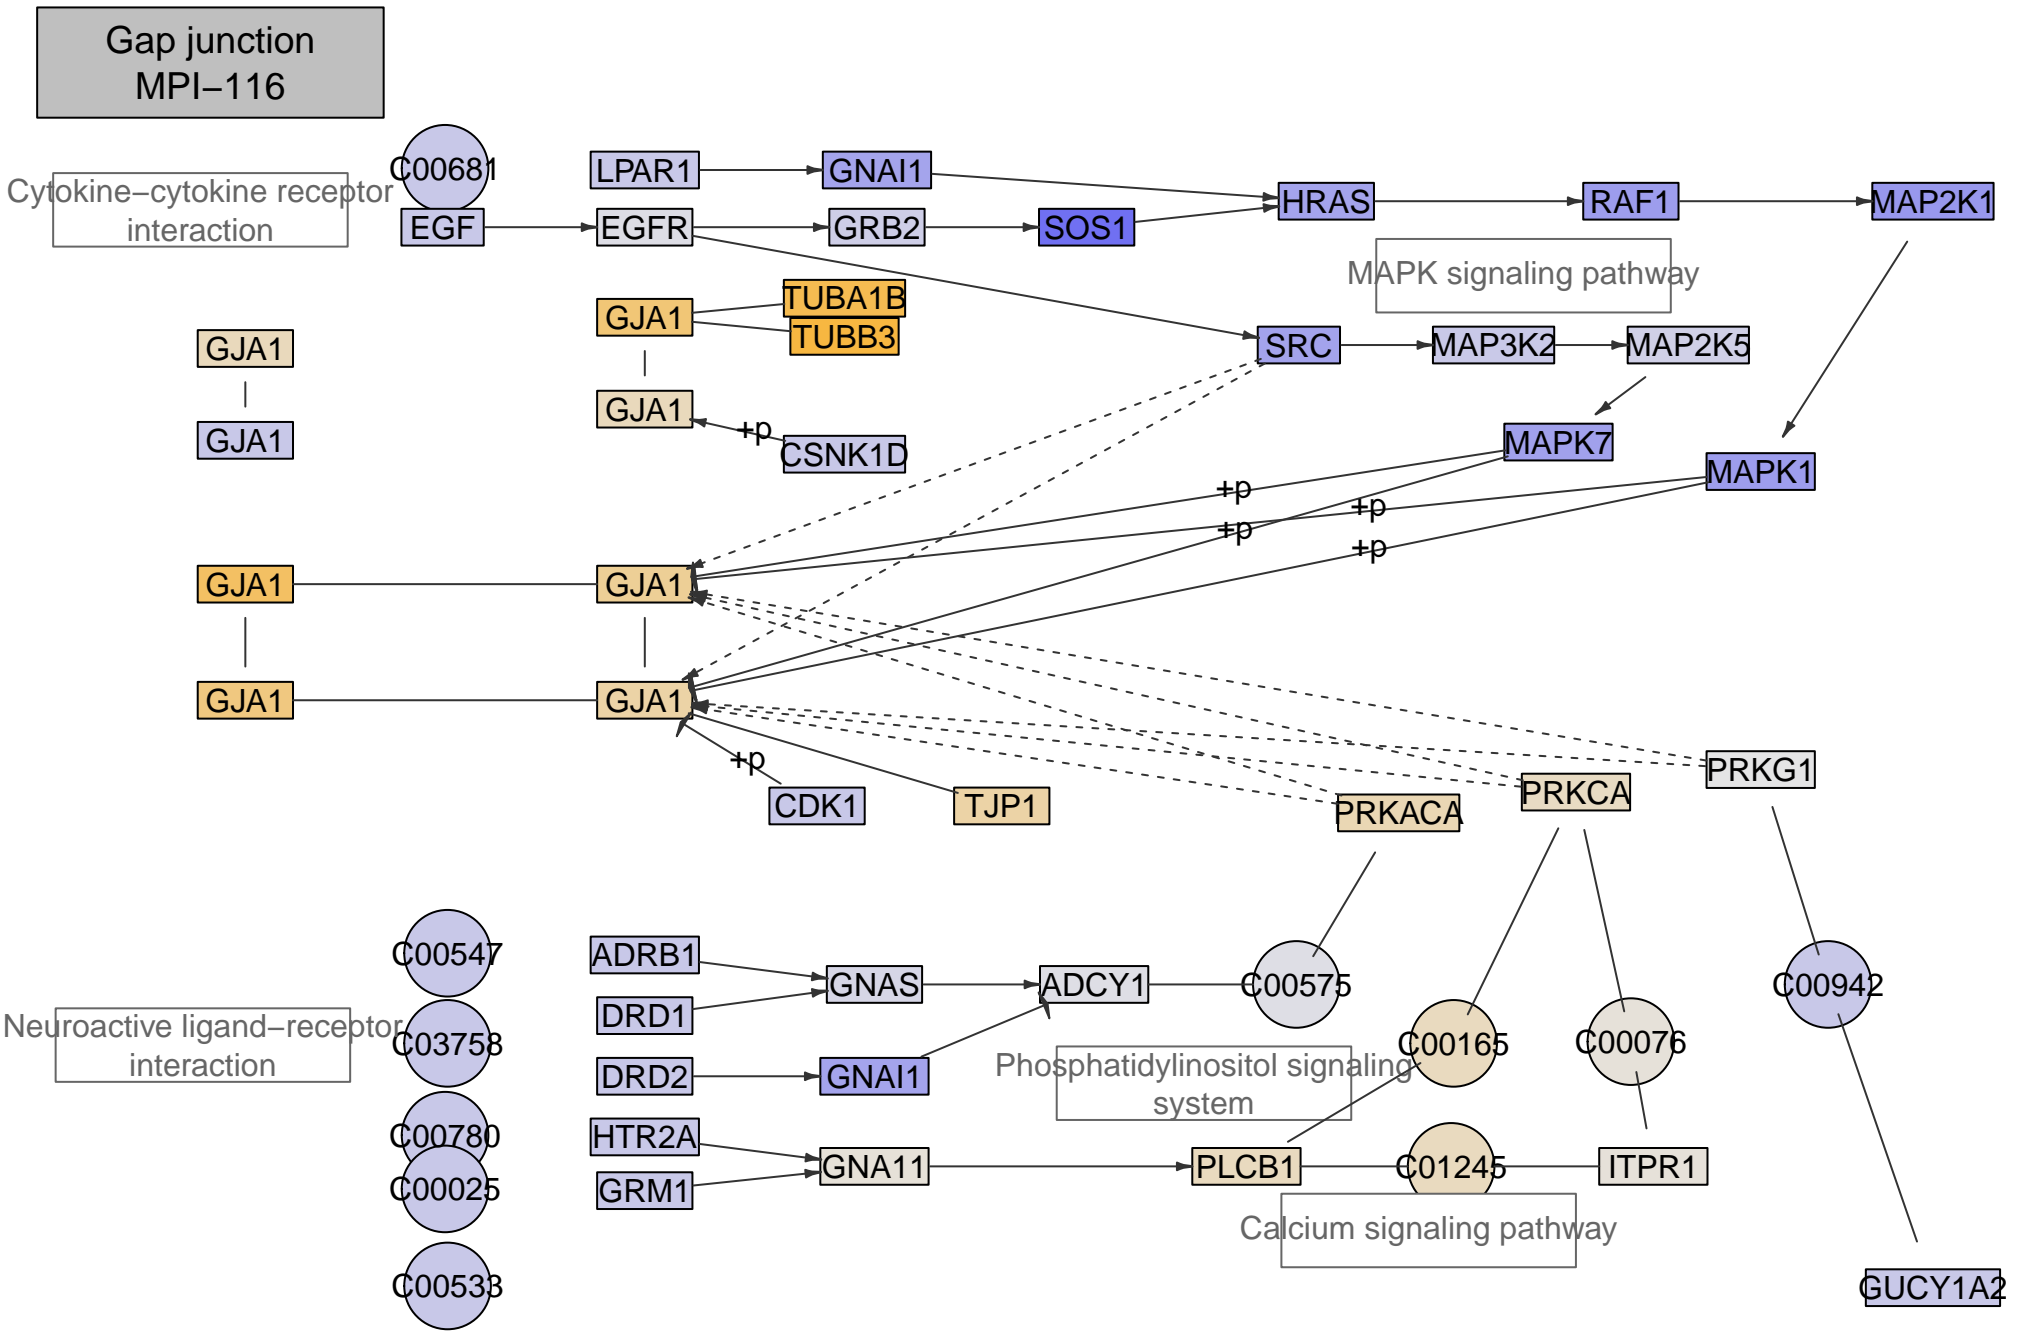 Gap junction
MPI−116
C00681
LPAR1
GNAI1
Cytokine−cytokine receptor
interaction
HRAS
RAF1
MAP2K1
EGF
EGFR
GRB2
SOS1
MAPK signaling pathway
TUBA1B
GJA1
TUBB3
GJA1
SRC
MAP3K2
MAP2K5
GJA1
+p
CSNK1D
GJA1
MAPK7
MAPK1
+p
+p
+p
+p
GJA1
GJA1
GJA1
GJA1
+p
CDK1
TJP1
PRKACA
PRKCA
PRKG1
C00547
ADRB1
GNAS
ADCY1
C00575
C00942
DRD1
Neuroactive ligand−receptor
interaction
C03758
C00165
C00076
DRD2
GNAI1
Phosphatidylinositol signaling
system
C00780
HTR2A
GNA11
PLCB1
C01245
ITPR1
C00025
GRM1
Calcium signaling pathway
C00533
GUCY1A2